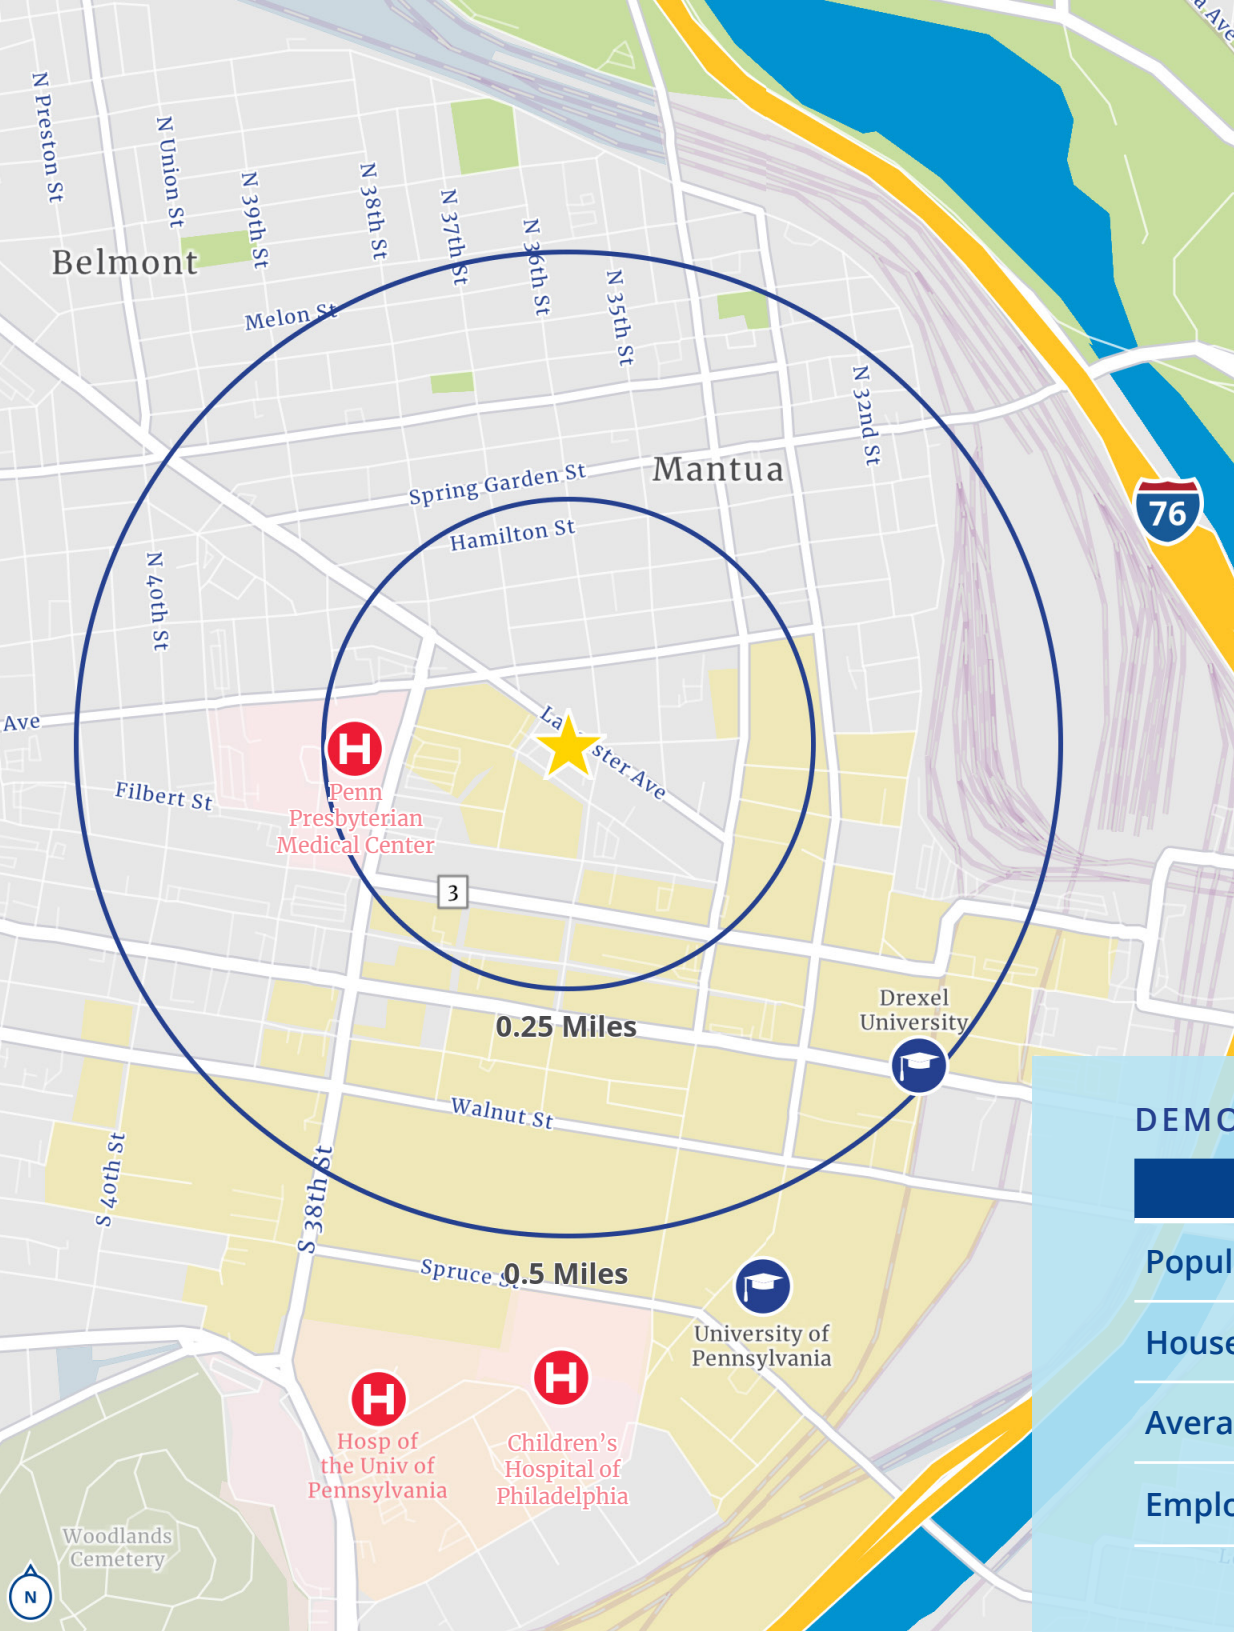 a Ave
N Preston St
N Union St
N 39th St
N 38th St
N 37th St
N 36th St
N 35th St
Belmont
Melon St
N 32nd St
Mantua
Spring Garden St
76
Hamilton St
N 40th St
Ave
Filbert St
Penn
Presbyterian
Medical Center
3
Drexel
University
0.25 Miles
Walnut St
DEMO
S 40th St
S 38th St
Spruce St
0.5 Miles
Popul
House
Avera
Emplo
University of
Pennsylvania
Hosp of
the Univ of
Pennsylvania
Children's
Hospital of
Philadelphia
Woodlands
Cemetery
N